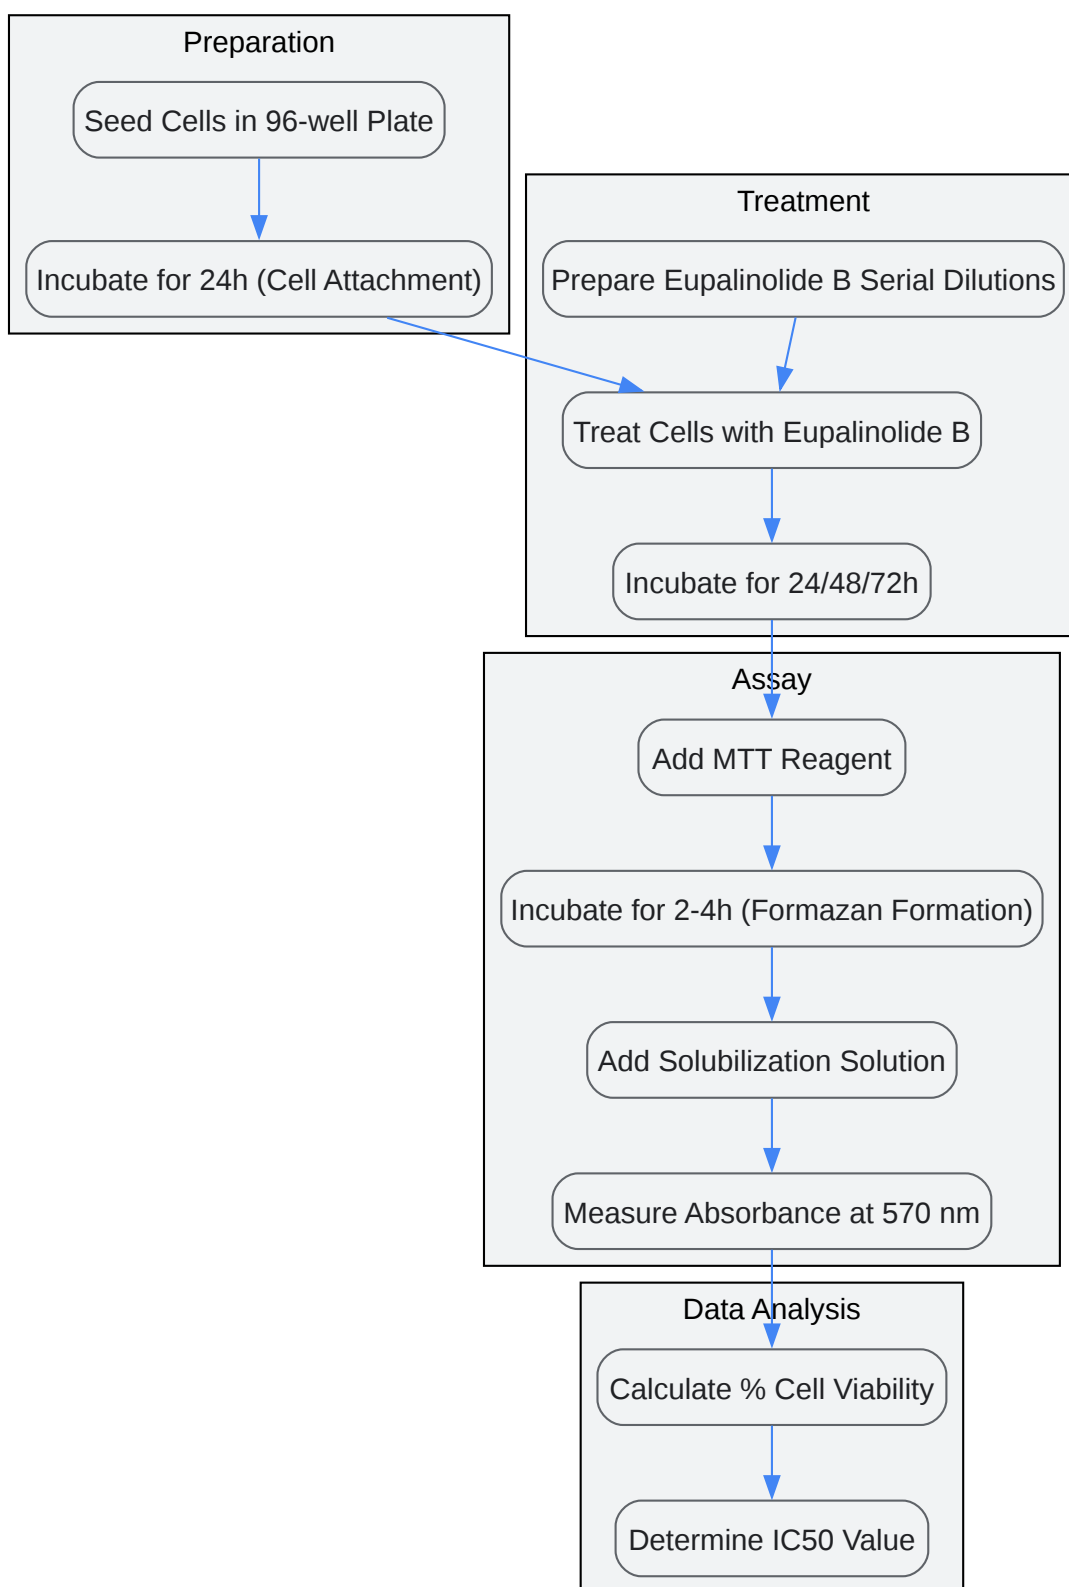 Preparation
Seed Cells in 96-well Plate
Incubate for 24h (Cell Attachment)
Treatment
Prepare Eupalinolide B Serial Dilutions
Treat Cells with Eupalinolide B
Incubate for 24/48/72h
Assay
Add MTT Reagent
Incubate for 2-4h (Formazan Formation)
Add Solubilization Solution
Measure Absorbance at 570 nm
Data Analysis
Calculate % Cell Viability
Determine IC50 Value